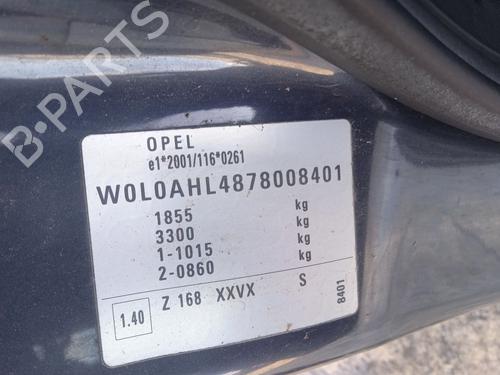 B-PARTS
OPEL
e1*2001/116*0261
W0L0AHL4878008401
1855 kg
3300 kg
1-1015 kg
2-0860 kg
1.40 Z 168 XXVX S
8401